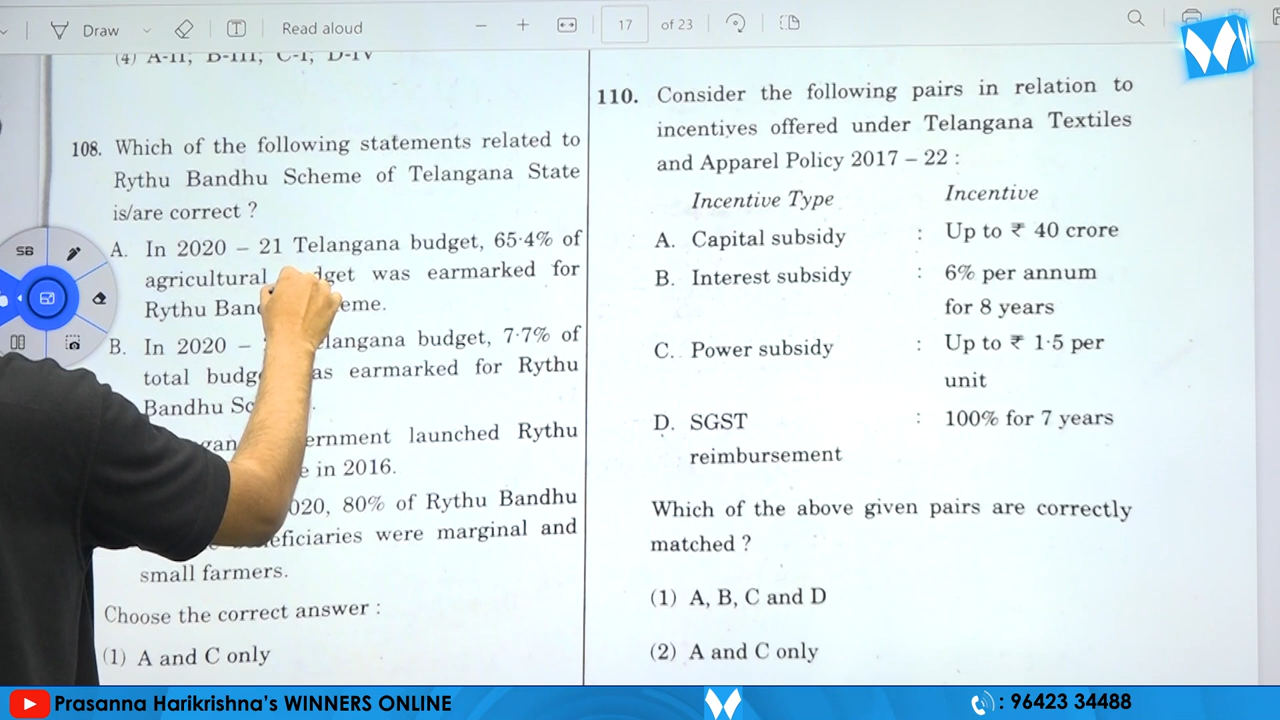 Draw
Read aloud
17 of 23
(4) A-II, B-III, C-I, D-IV
108. Which of the following statements related to
Rythu Bandhu Scheme of Telangana State
is/are correct ?
A. In 2020 – 21 Telangana budget, 65·4% of
agricultural was earmarked for
Rythu
B. In 2020 – budget, 7·7% of
total as earmarked for Rythu
Bandhu
launched Rythu
in 2016.
80% of Rythu Bandhu
were marginal and
small farmers.
Choose the correct answer :
(1) A and C only
110. Consider the following pairs in relation to
incentives offered under Telangana Textiles
and Apparel Policy 2017 – 22 :
Incentive Type Incentive
A. Capital subsidy : Up to ₹ 40 crore
B. Interest subsidy : 6% per annum
for 8 years
C. Power subsidy : Up to ₹ 1·5 per
unit
D. SGST : 100% for 7 years
reimbursement
Which of the above given pairs are correctly
matched ?
(1) A, B, C and D
(2) A and C only
SB
Prasanna Harikrishna's WINNERS ONLINE
: 96423 34488